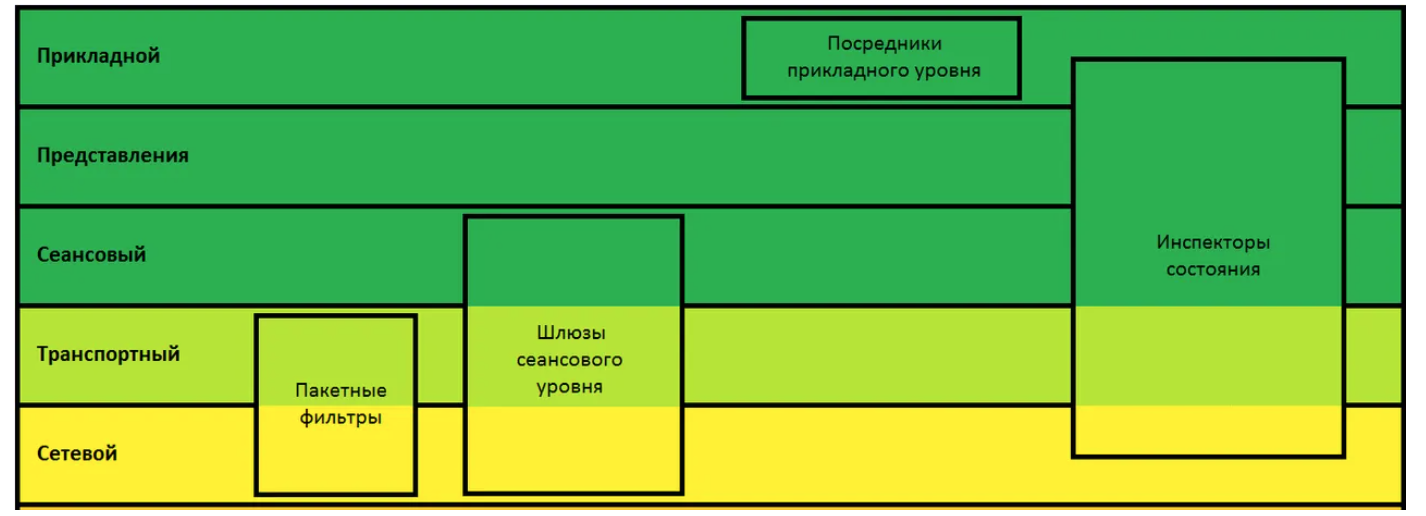 Прикладной
Посредники
прикладного уровня
Представления
Сеансовый
Инспекторы
состояния
Транспортный
Шлюзы
сеансового
уровня
Пакетные
фильтры
Сетевой